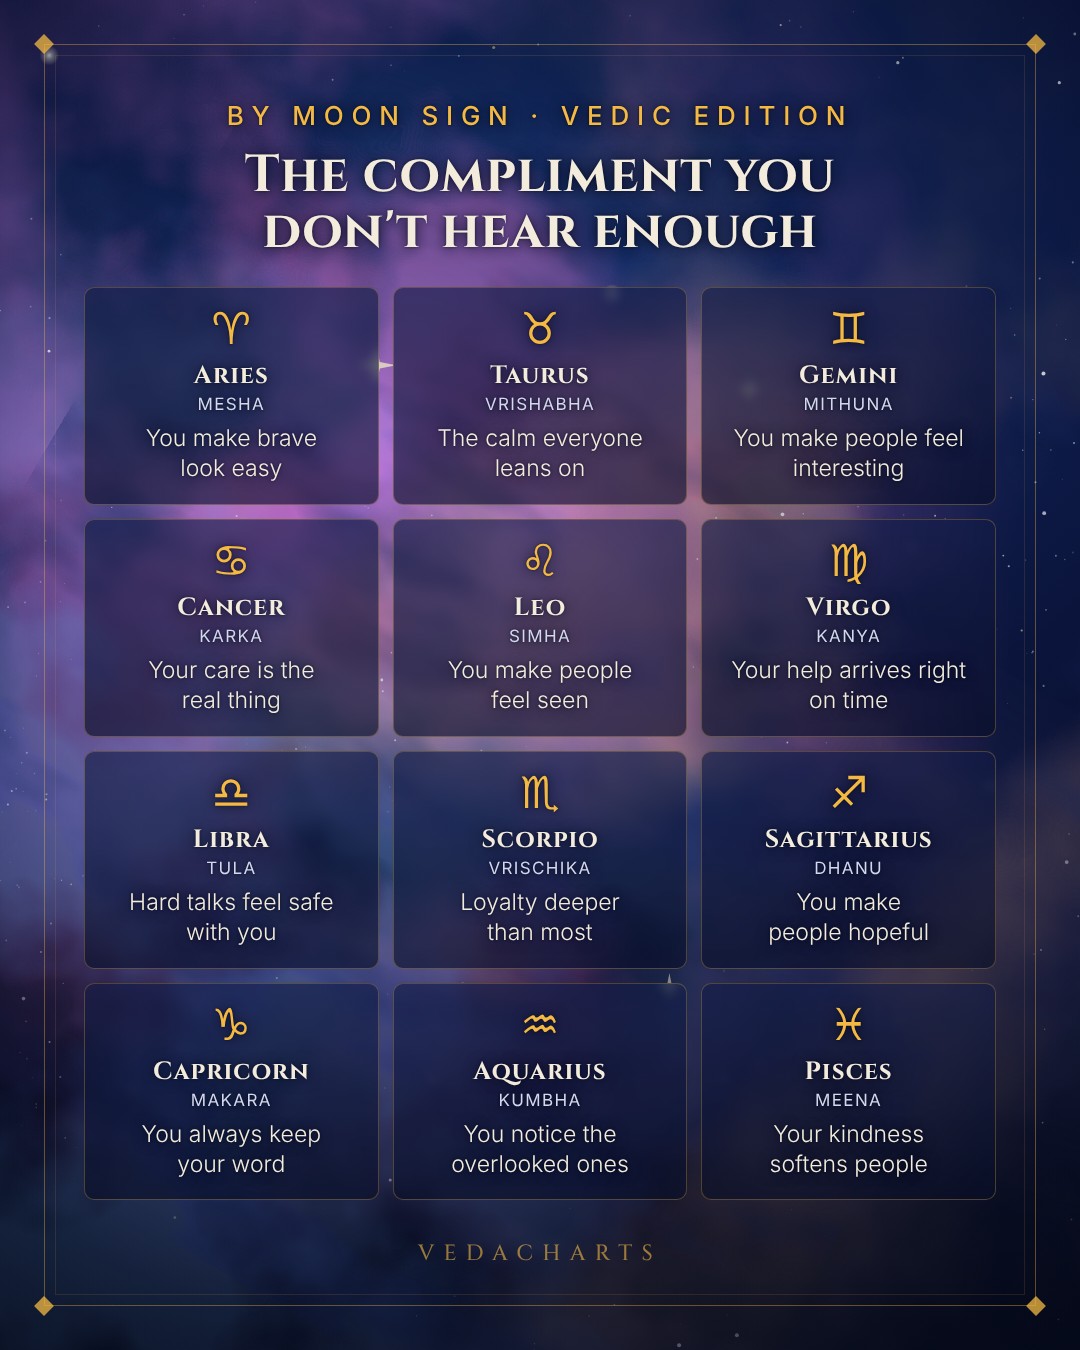 BY MOON SIGN · VEDIC EDITION
The compliment you
don't hear enough
♈
Aries
MESHA
You make brave
look easy
♉
Taurus
VRISHABHA
The calm everyone
leans on
♊
Gemini
MITHUNA
You make people feel
interesting
♋
Cancer
KARKA
Your care is the
real thing
♌
Leo
SIMHA
You make people
feel seen
♍
Virgo
KANYA
Your help arrives right
on time
♎
Libra
TULA
Hard talks feel safe
with you
♏
Scorpio
VRISCHIKA
Loyalty deeper
than most
♐
Sagittarius
DHANU
You make
people hopeful
♑
Capricorn
MAKARA
You always keep
your word
♒
Aquarius
KUMBHA
You notice the
overlooked ones
♓
Pisces
MEENA
Your kindness
softens people
VEDACHARTS